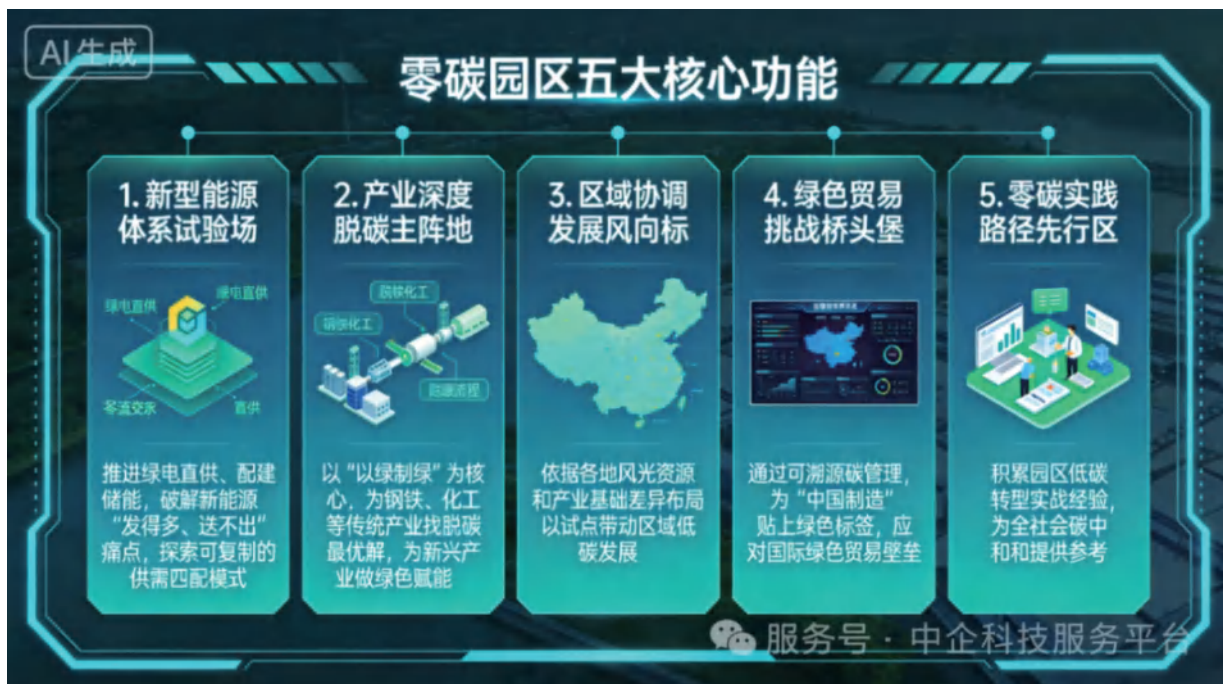 AI生成
零碳园区五大核心功能
1.新型能源
体系试验场
绿电直供
绿电直供
直供
推进绿电直供、配建
储能，破解新能源
“发得多、送不出”
痛点，探索可复制的
供需四配模式
2.产业深度
脱碳主阵地
脱铁化工
钢铁化工
以“以绿制绿”为核
心，为钢铁、化工
等传统产业找脱碳
最优解，为新兴产
业做绿色赋能
3.区域协调
发展风向标
依据各地风光资源
和产业基础差异布局
以试点带动区域低
碳发展
4.绿色贸易
挑战桥头堡
通过可溯源碳管理，
为“中国制造”
贴上绿色标签，应
对国际绿色贸易壁垒
5.零碳实践
路径先行区
积累园区低碳
转型实战经验，
为全社会碳中
和和提供参考
服务号·中企科技服务平台